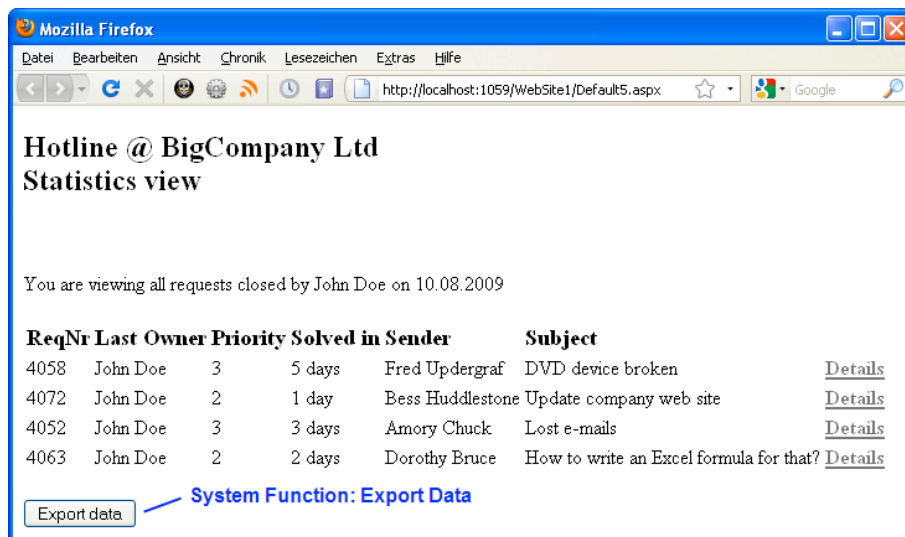 Mozilla Firefox
Datei Bearbeiten Ansicht Chronik Lesezeichen Extras Hilfe
http://localhost:1059/WebSite1/Default5.aspx Google
Hotline @ BigCompany Ltd
Statistics view
You are viewing all requests closed by John Doe on 10.08.2009
ReqNr Last Owner Priority Solved in Sender Subject
4058 John Doe 3 5 days Fred Updergraf DVD device broken Details
4072 John Doe 2 1 day Bess Huddlestone Update company web site Details
4052 John Doe 3 3 days Amory Chuck Lost e-mails Details
4063 John Doe 2 2 days Dorothy Bruce How to write an Excel formula for that? Details
System Function: Export Data
Export data